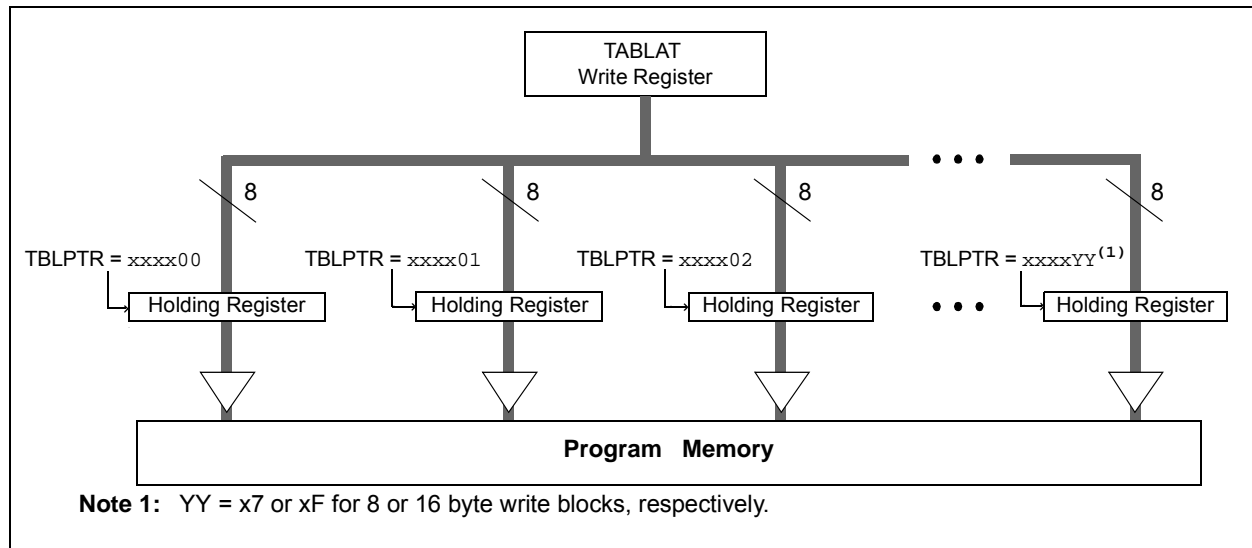 TABLAT
Write Register
• • •
8 8 8 8
TBLPTR = xxxx00 TBLPTR = xxxx01 TBLPTR = xxxx02 TBLPTR = xxxxYY(1)
Holding Register Holding Register Holding Register • • • Holding Register
Program Memory
Note 1: YY = x7 or xF for 8 or 16 byte write blocks, respectively.